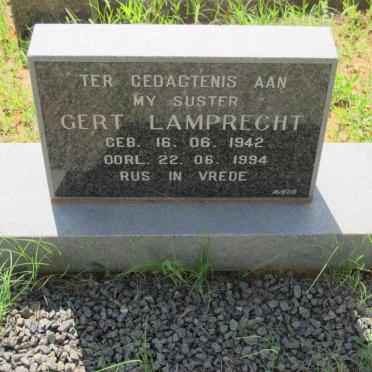 TER GEDAGTENIS AAN
MY SUSTER
GERT LAMPRECHT
GEB. 16. 06. 1942
OORL. 22. 06. 1994
RUS IN VREDE
AVBOB